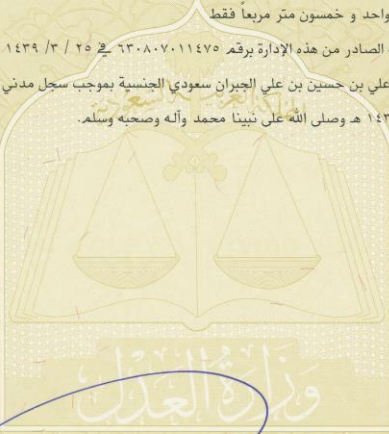 واحد و خمسون متر مربعاً فقط
الصادر من هذه الإدارة برقم ٦٣٠٨٠٧٠١١٤٧٥ في ٢٥ / ٣ / ١٤٣٩
علي بن حسين بن علي الجبران سعودي الجنسية بموجب سجل مدني
هـ وصلى الله على نبينا محمد وآله وصحبه وسلم.
وزارة العدل